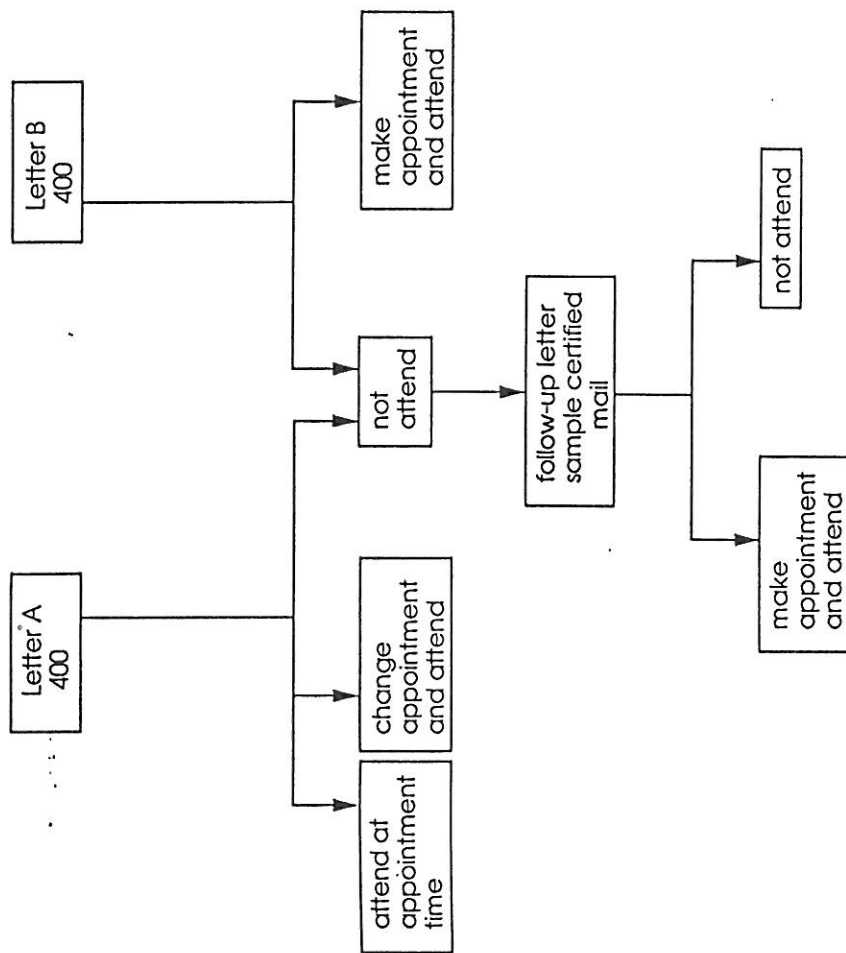 Letter A
400
Letter B
400
attend at
appointment
time
change
appointment
and attend
not
attend
make
appointment
and attend
follow-up letter
sample certified
mail
make
appointment
and attend
not attend